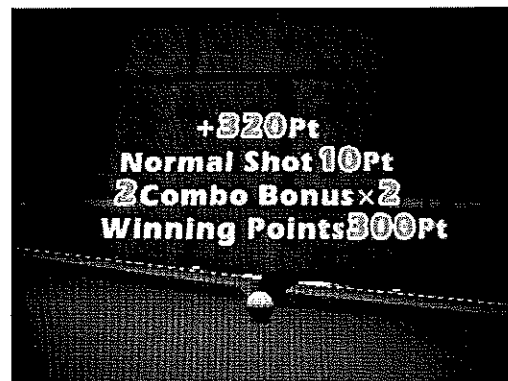 +320Pt
Normal Shot 10Pt
2Combo Bonus×2
Winning Points300Pt